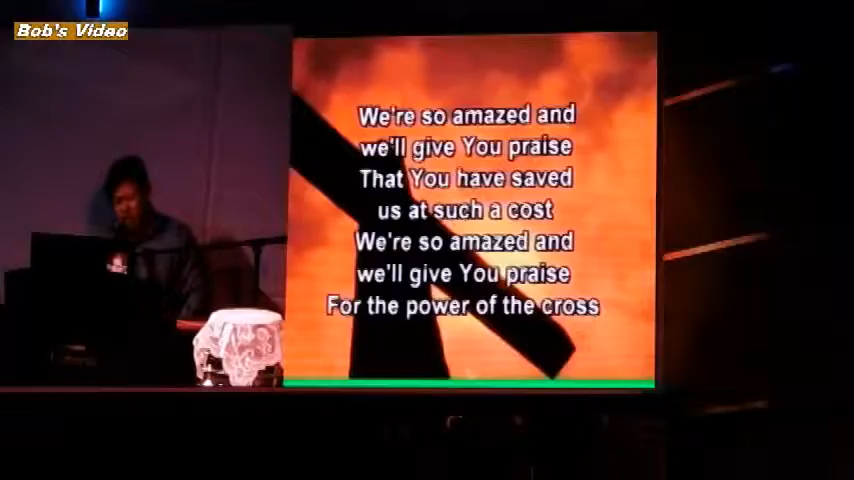 Bob's Video
We're so amazed and
we'll give You praise
That You have saved
us at such a cost
We're so amazed and
we'll give You praise
For the power of the cross